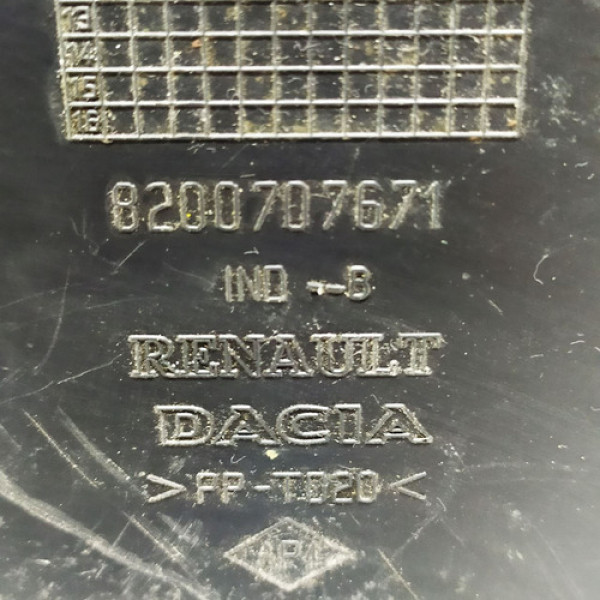 13
14
15
16
8200707671
IND - B
RENAULT
DACIA
>PP-TD20<